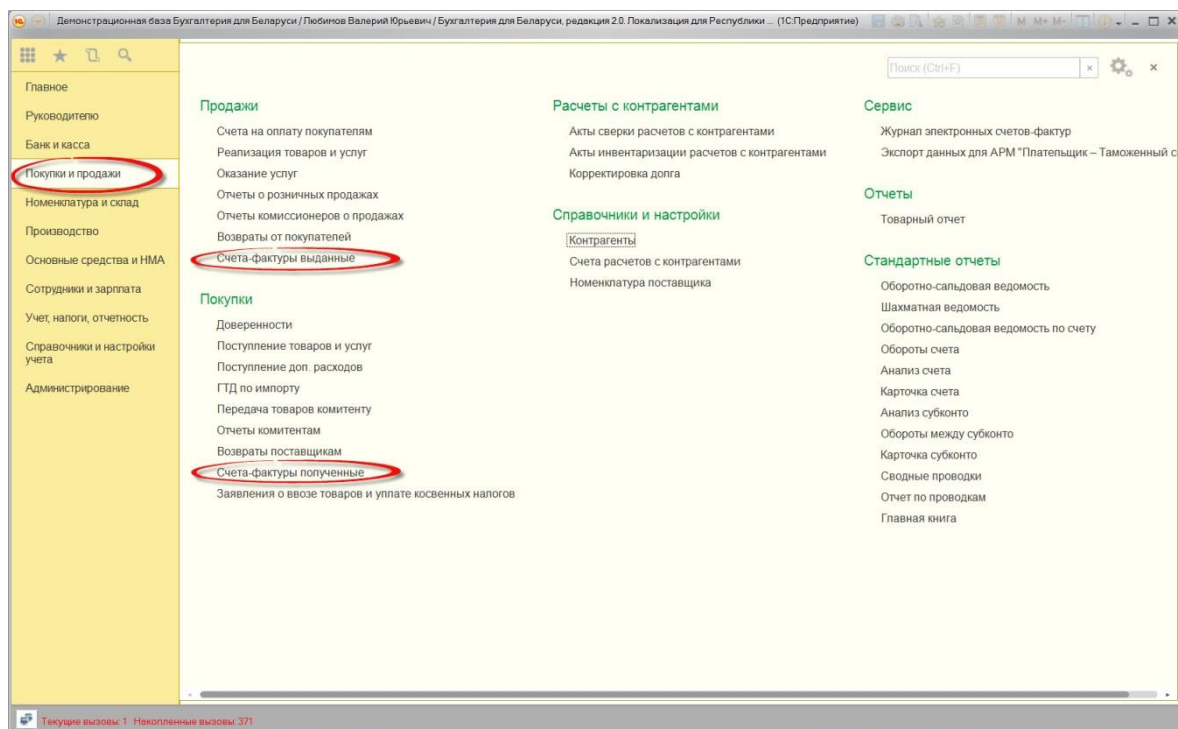 Демонстрационная база Бухгалтерия для Беларуси / Любимов Валерий Юрьевич / Бухгалтерия для Беларуси, редакция 2.0. Локализация для Республики ... (1С:Предприятие)
M M+ M-
Поиск (Ctrl+F)
Главное
Руководителю
Банк и касса
Покупки и продажи
Номенклатура и склад
Производство
Основные средства и НМА
Сотрудники и зарплата
Учет, налоги, отчетность
Справочники и настройки
учета
Администрирование
Продажи
Счета на оплату покупателям
Реализация товаров и услуг
Оказание услуг
Отчеты о розничных продажах
Отчеты комиссионеров о продажах
Возвраты от покупателей
Счета-фактуры выданные
Покупки
Доверенности
Поступление товаров и услуг
Поступление доп. расходов
ГТД по импорту
Передача товаров комитенту
Отчеты комитентам
Возвраты поставщикам
Счета-фактуры полученные
Заявления о ввозе товаров и уплате косвенных налогов
Расчеты с контрагентами
Акты сверки расчетов с контрагентами
Акты инвентаризации расчетов с контрагентами
Корректировка долга
Справочники и настройки
Контрагенты
Счета расчетов с контрагентами
Номенклатура поставщика
Сервис
Журнал электронных счетов-фактур
Экспорт данных для АРМ "Плательщик – Таможенный с
Отчеты
Товарный отчет
Стандартные отчеты
Оборотно-сальдовая ведомость
Шахматная ведомость
Оборотно-сальдовая ведомость по счету
Обороты счета
Анализ счета
Карточка счета
Анализ субконто
Обороты между субконто
Карточка субконто
Сводные проводки
Отчет по проводкам
Главная книга
Текущие вызовы: 1 Накопленные вызовы: 371